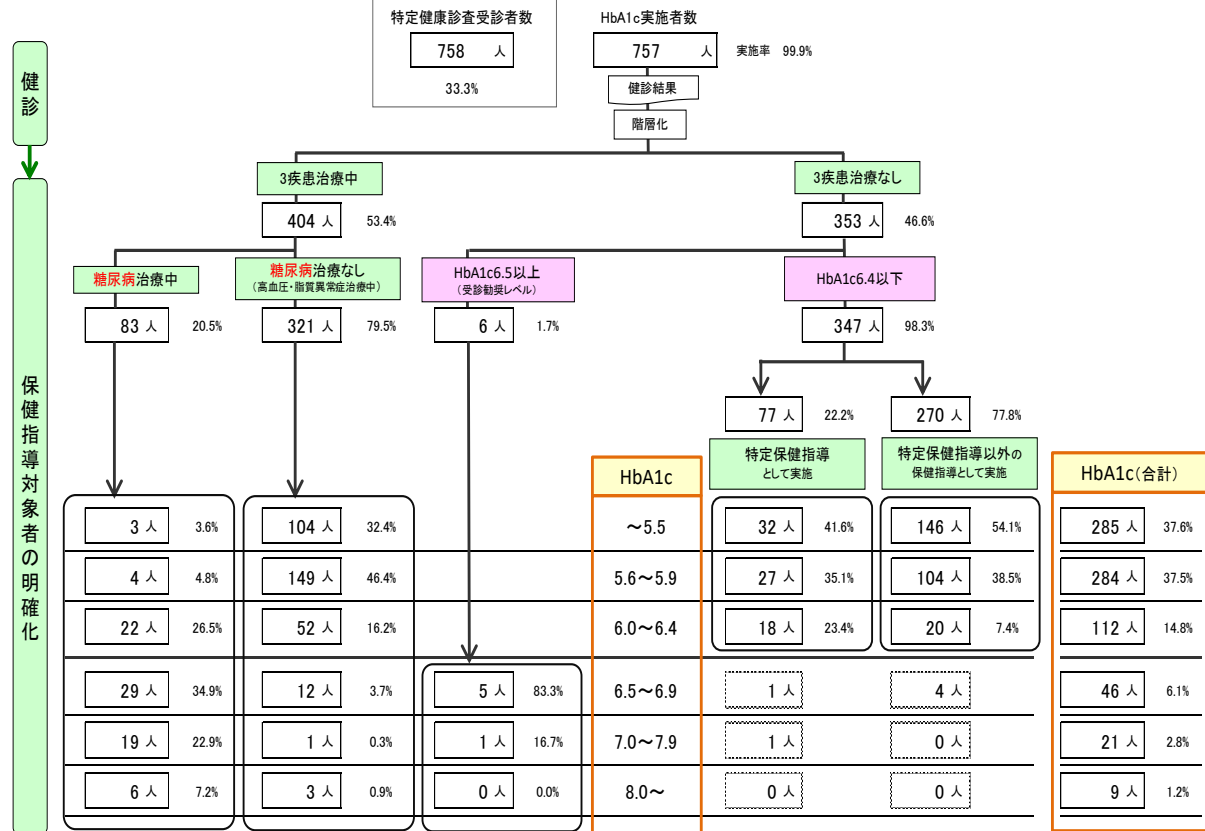 特定健康診査受診者数
HbA1c実施者数
758 人
757 人
実施率 99.9%
33.3%
健診結果
階層化
健診
3疾患治療中
3疾患治療なし
404 人 53.4%
353 人 46.6%
糖尿病治療中
糖尿病治療なし
(高血圧・脂質異常症治療中)
HbA1c6.5以上
(受診勧奨レベル)
HbA1c6.4以下
83 人 20.5%
321 人 79.5%
6 人 1.7%
347 人 98.3%
保健指導対象者の明確化
77 人 22.2%
270 人 77.8%
特定保健指導
として実施
特定保健指導以外の
保健指導として実施
HbA1c
HbA1c(合計)
3 人 3.6% 104 人 32.4% ～5.5 32 人 41.6% 146 人 54.1% 285 人 37.6%
4 人 4.8% 149 人 46.4% 5.6～5.9 27 人 35.1% 104 人 38.5% 284 人 37.5%
22 人 26.5% 52 人 16.2% 6.0～6.4 18 人 23.4% 20 人 7.4% 112 人 14.8%
29 人 34.9% 12 人 3.7% 5 人 83.3% 6.5～6.9 1 人 4 人 46 人 6.1%
19 人 22.9% 1 人 0.3% 1 人 16.7% 7.0～7.9 1 人 0 人 21 人 2.8%
6 人 7.2% 3 人 0.9% 0 人 0.0% 8.0～ 0 人 0 人 9 人 1.2%